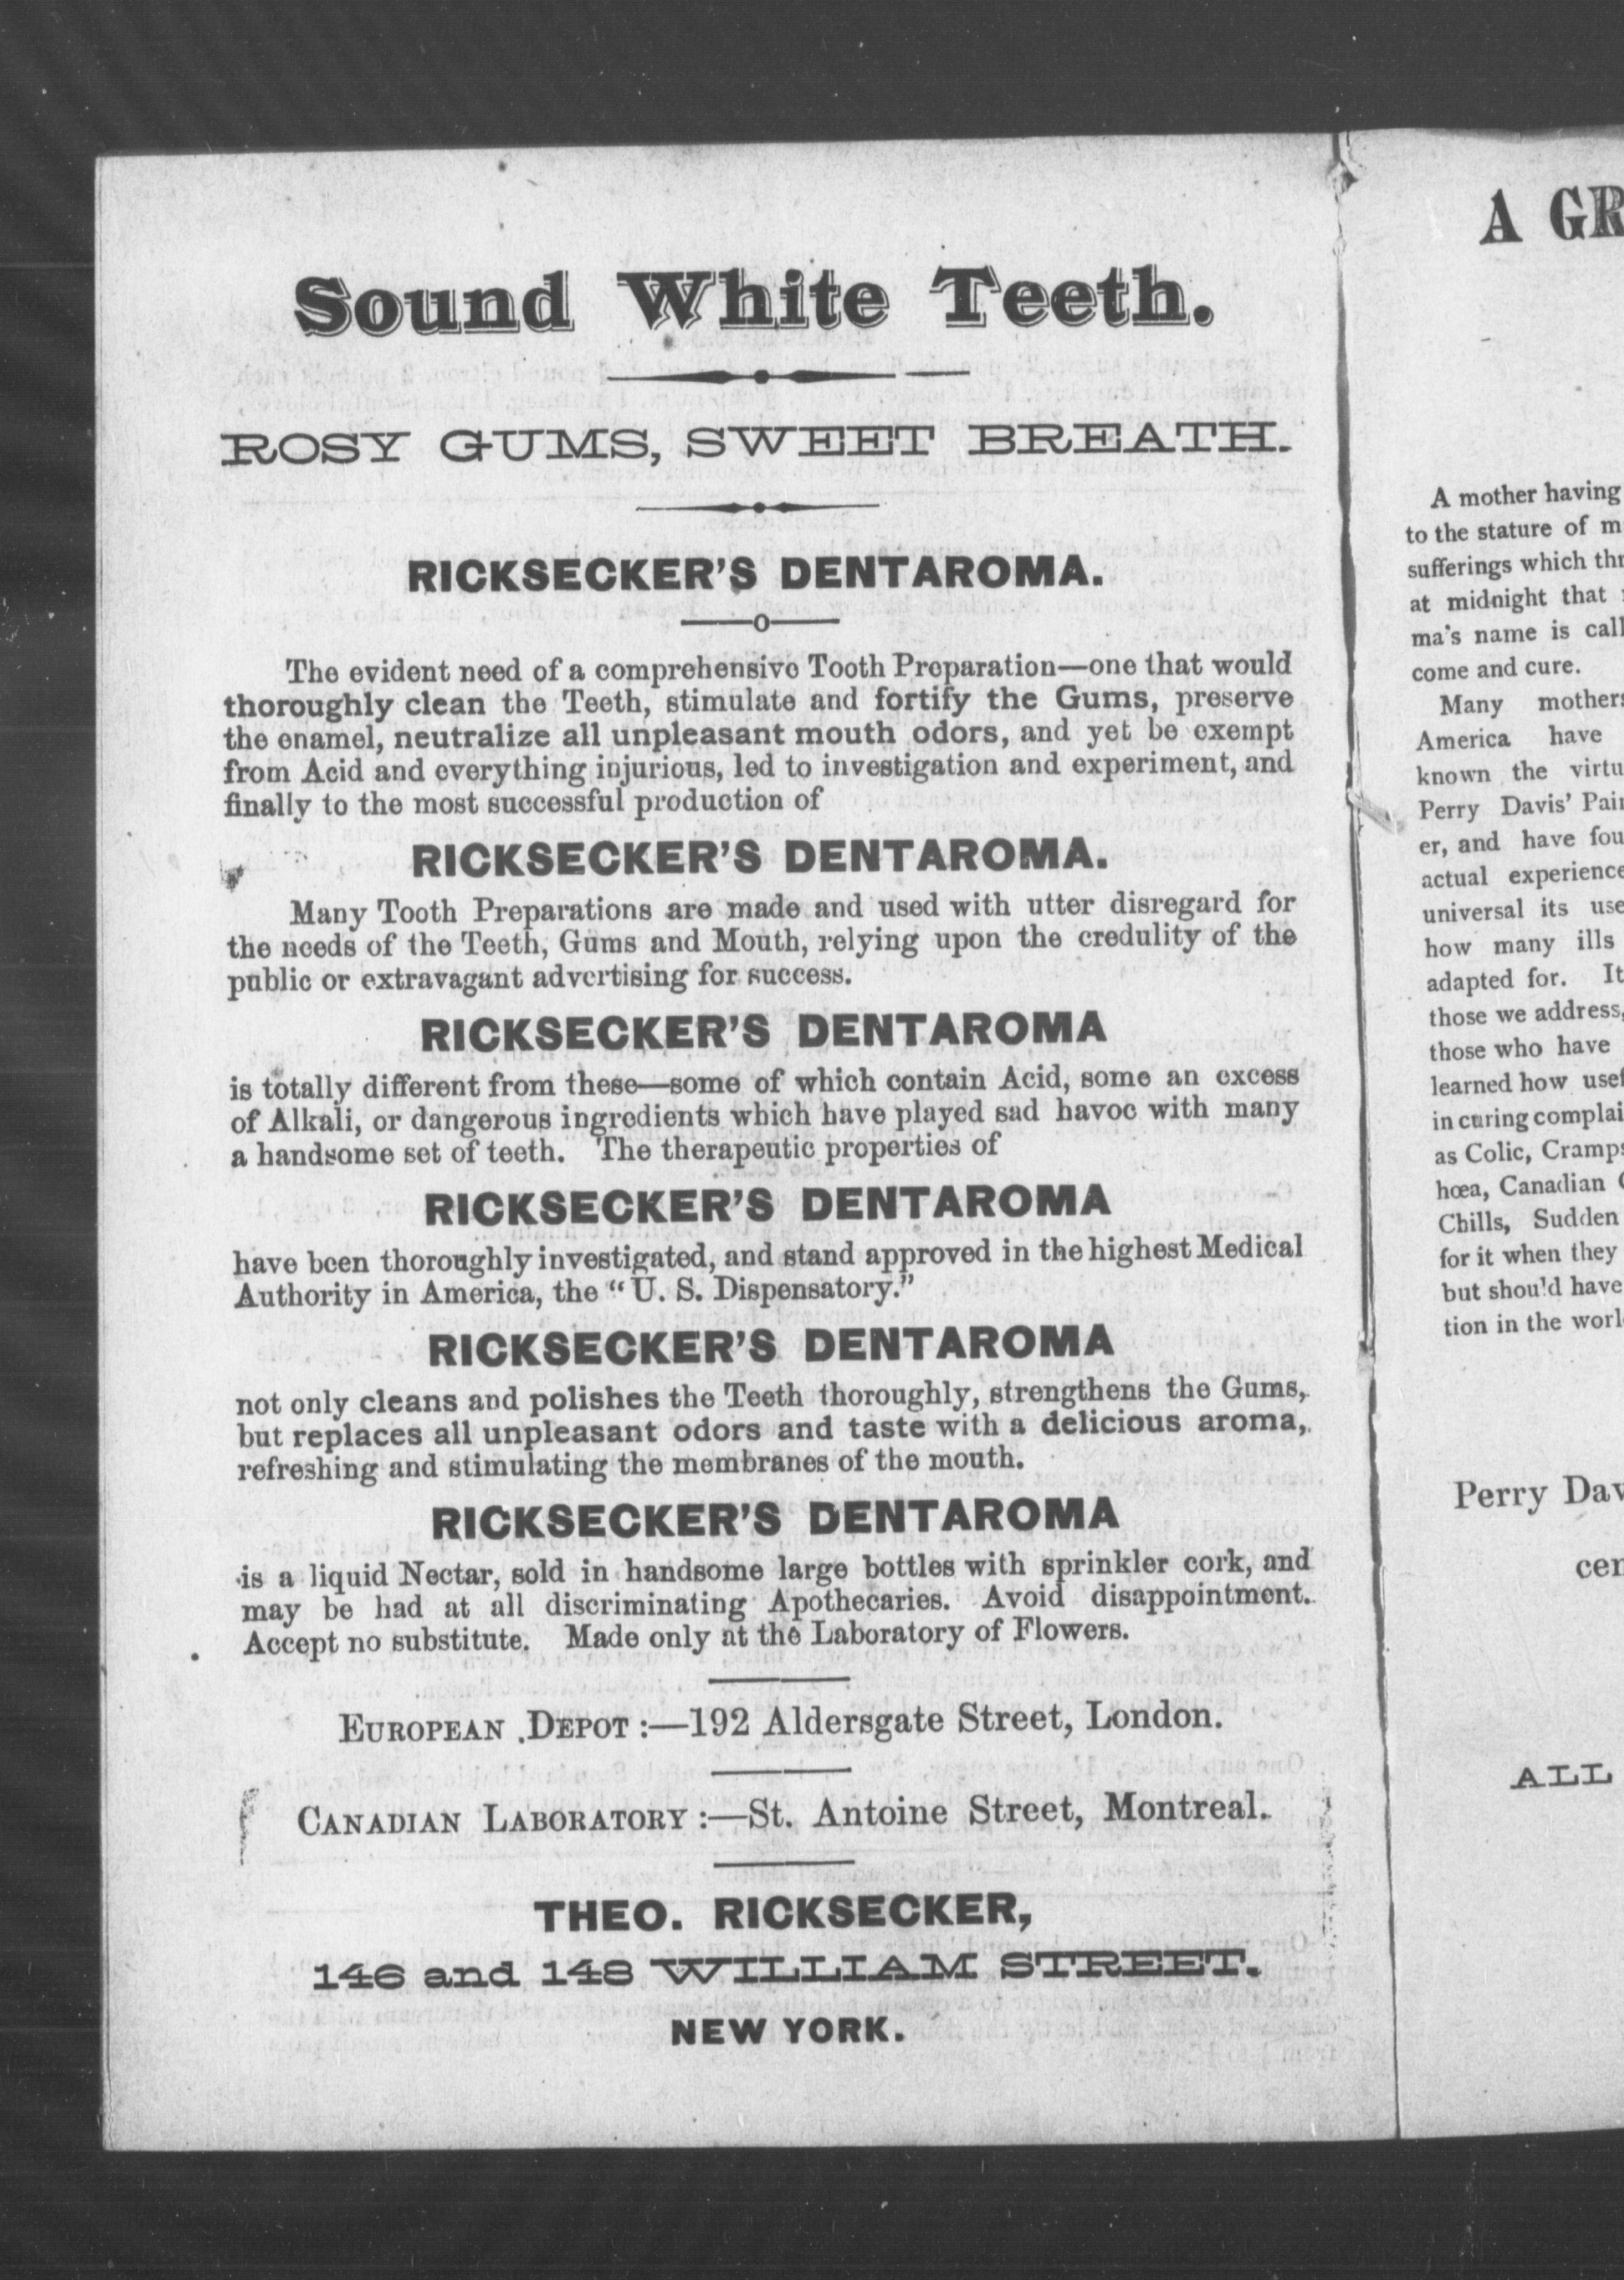 Sound White Teeth.
ROSY GUMS, SWEET BREATH.
RICKSECKER'S DENTAROMA.
The evident need of a comprehensive Tooth Preparation—one that would
thoroughly clean the Teeth, stimulate and fortify the Gums, preserve
the enamel, neutralize all unpleasant mouth odors, and yet be exempt
from Acid and everything injurious, led to investigation and experiment, and
finally to the most successful production of
RICKSECKER'S DENTAROMA.
Many Tooth Preparations are made and used with utter disregard for
the needs of the Teeth, Gums and Mouth, relying upon the credulity of the
public or extravagant advertising for success.
RICKSECKER'S DENTAROMA
is totally different from these—some of which contain Acid, some an excess
of Alkali, or dangerous ingredients which have played sad havoc with many
a handsome set of teeth. The therapeutic properties of
RICKSECKER'S DENTAROMA
have been thoroughly investigated, and stand approved in the highest Medical
Authority in America, the "U. S. Dispensatory."
RICKSECKER'S DENTAROMA
not only cleans and polishes the Teeth thoroughly, strengthens the Gums,
but replaces all unpleasant odors and taste with a delicious aroma,
refreshing and stimulating the membranes of the mouth.
RICKSECKER'S DENTAROMA
is a liquid Nectar, sold in handsome large bottles with sprinkler cork, and
may be had at all discriminating Apothecaries. Avoid disappointment.
Accept no substitute. Made only at the Laboratory of Flowers.
EUROPEAN DEPOT:—192 Aldersgate Street, London.
CANADIAN LABORATORY:—St. Antoine Street, Montreal.
THEO. RICKSECKER,
146 and 148 WILLIAM STREET.
NEW YORK.
A GR
A mother having
to the stature of m
sufferings which thr
at midnight that
ma's name is call
come and cure.
Many mothers
America have
known the virtu
Perry Davis' Pain
er, and have fou
actual experience
universal its use
how many ills
adapted for. It
those we address,
those who have
learned how usef
in curing complai
as Colic, Cramps
hœa, Canadian C
Chills, Sudden
for it when they
but should have
tion in the worl
Perry Dav
cen
ALL